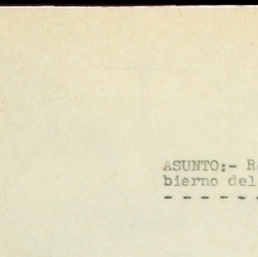 ASUNTO:- R
bierno del
- - - - - -